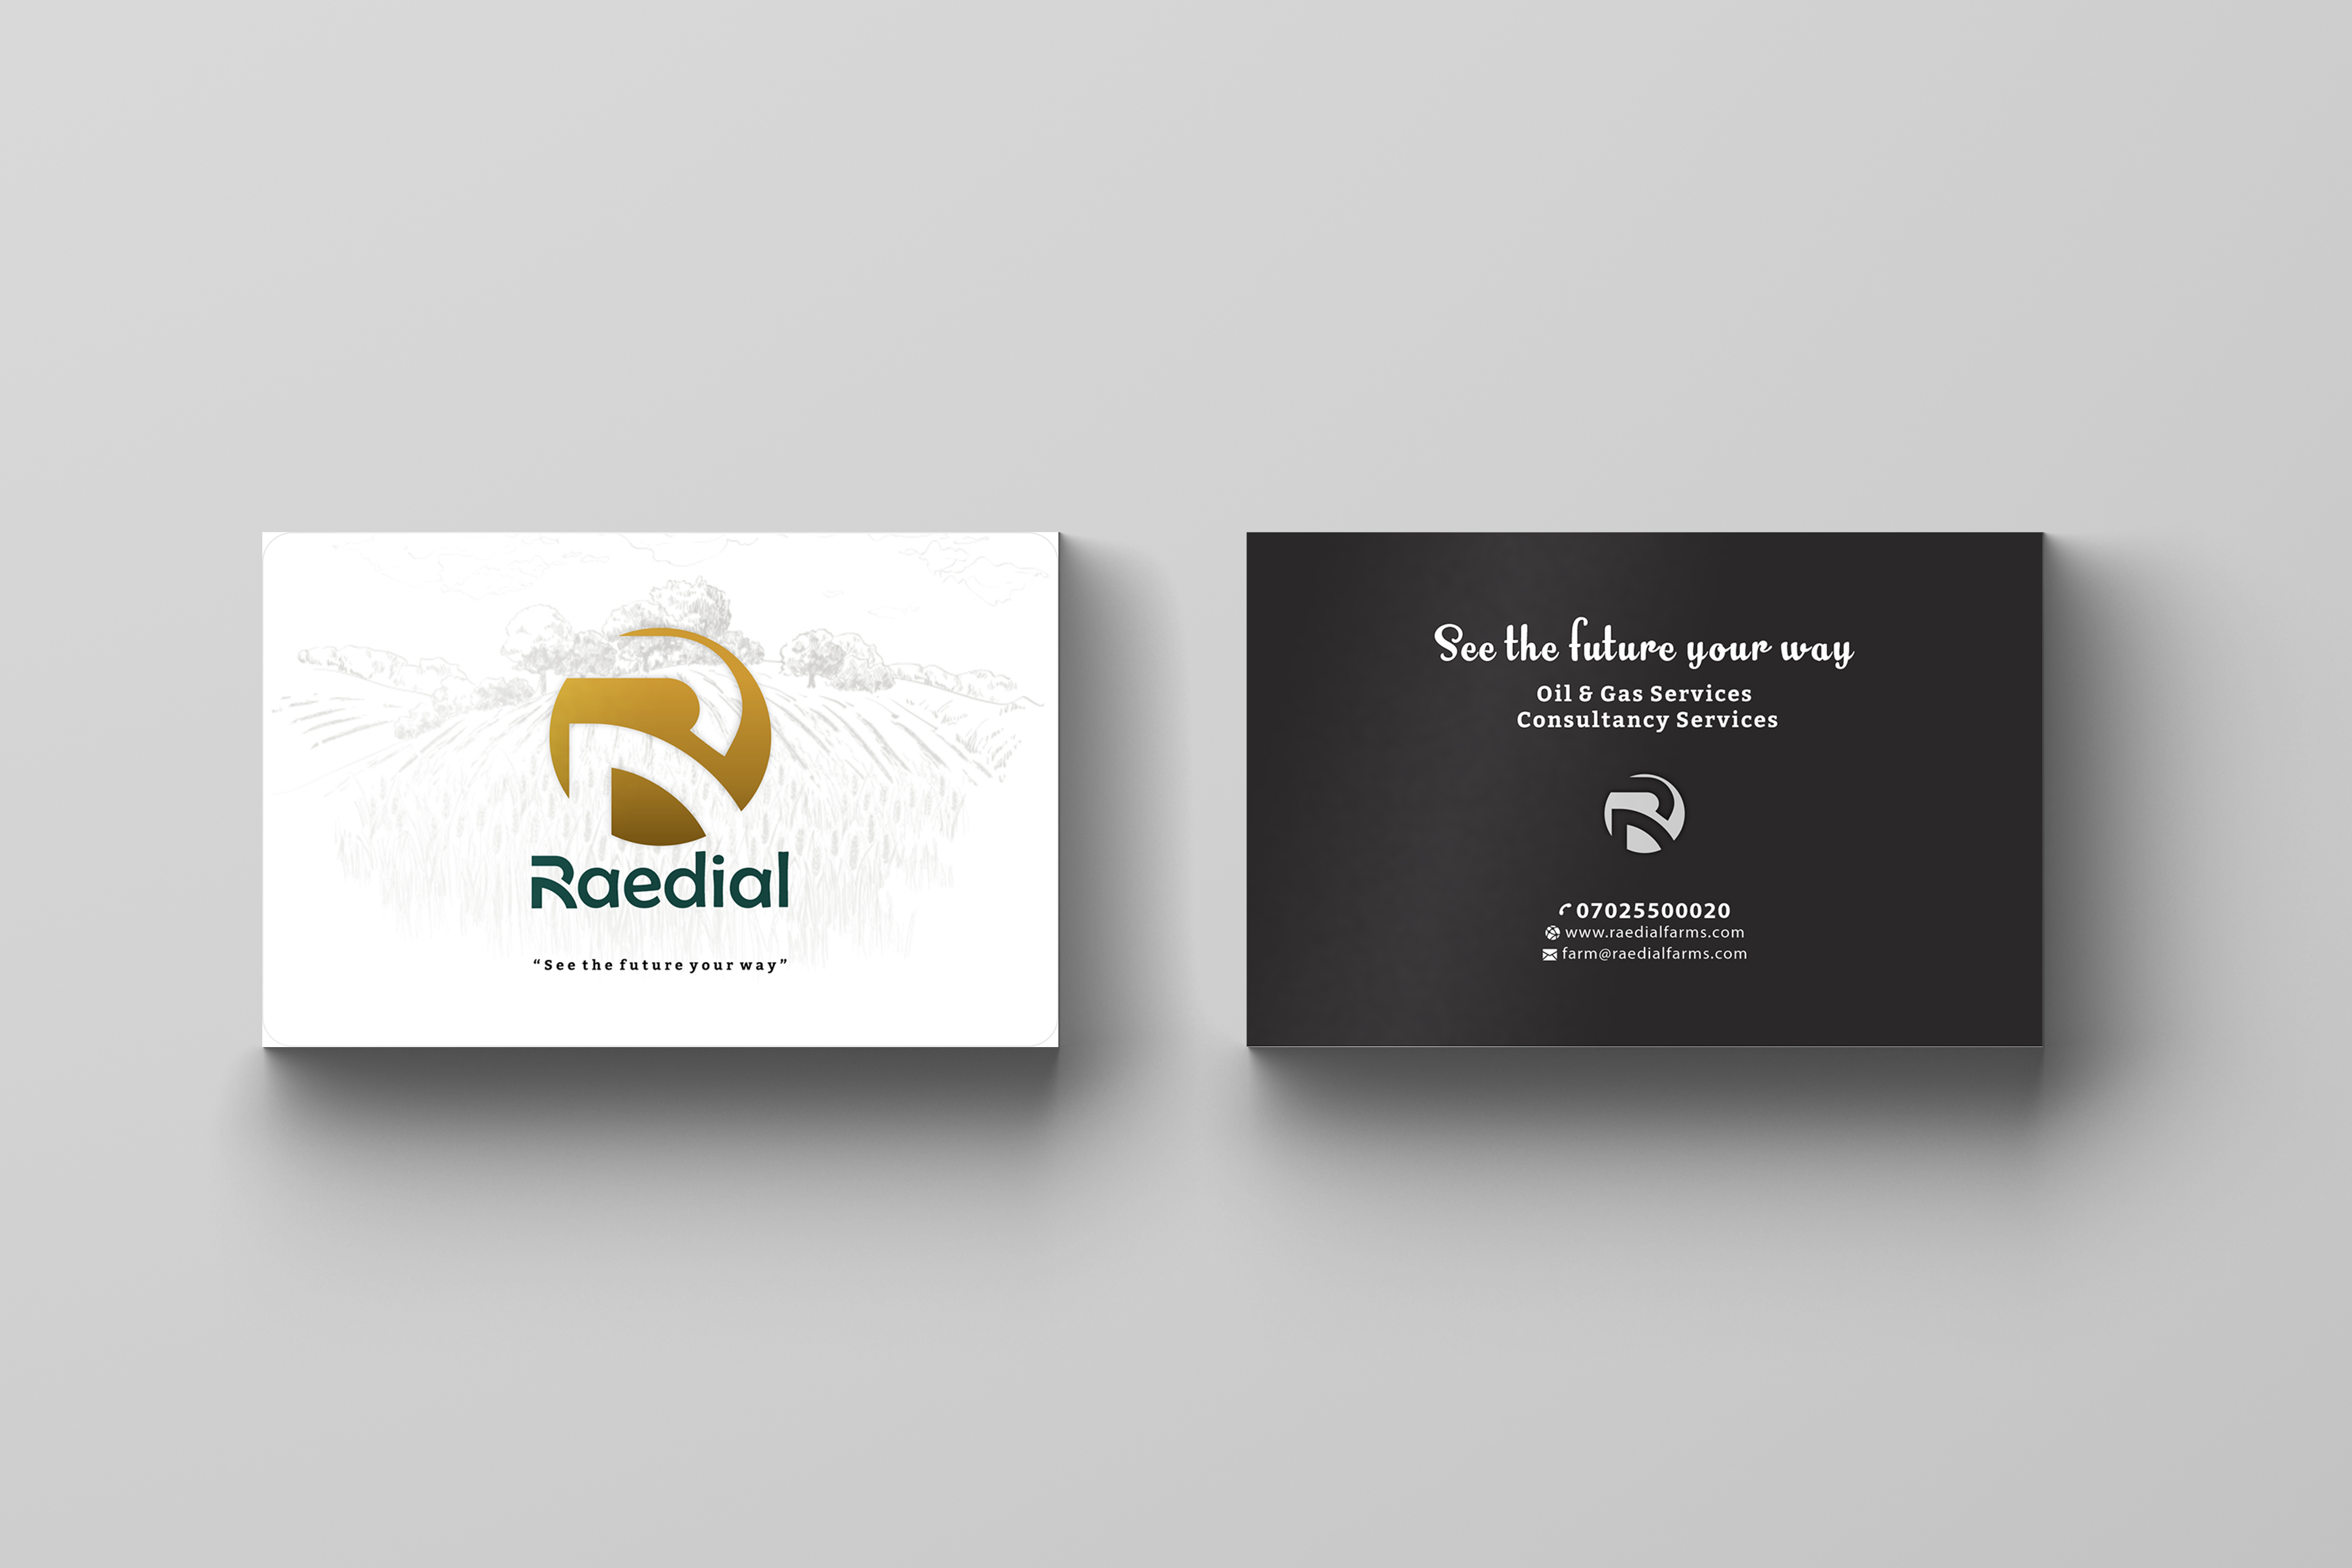 Raedial
“See the future your way”
See the future your way
Oil & Gas Services
Consultancy Services
07025500020
www.raedialfarms.com
farm@raedialfarms.com